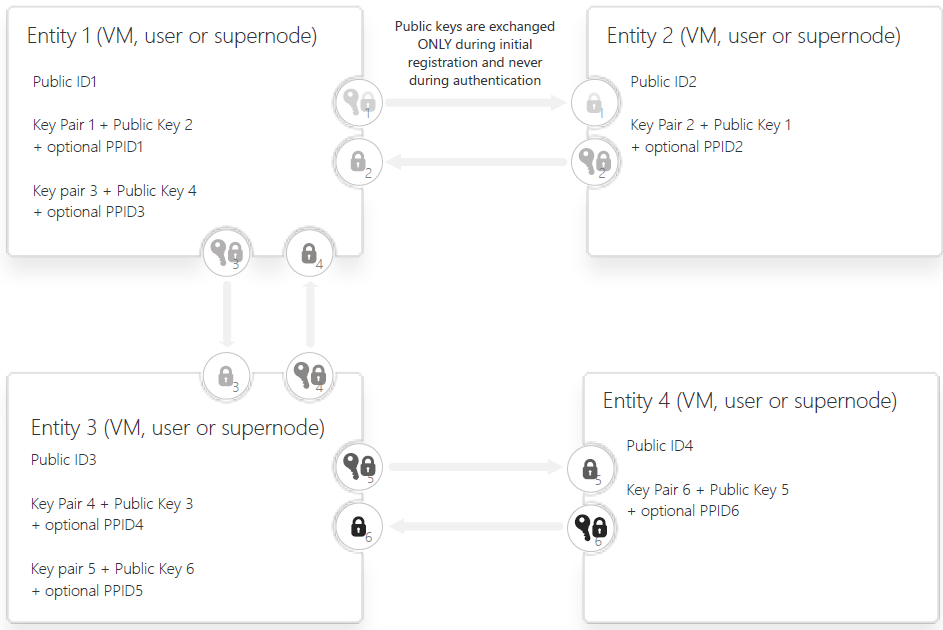 Entity 1 (VM, user or supernode)
Public ID1
Key Pair 1 + Public Key 2
+ optional PPID1
Key pair 3 + Public Key 4
+ optional PPID3
Public keys are exchanged
ONLY during initial
registration and never
during authentication
Entity 2 (VM, user or supernode)
Public ID2
Key Pair 2 + Public Key 1
+ optional PPID2
1
1
2
2
3
4
3
4
Entity 3 (VM, user or supernode)
Public ID3
Key Pair 4 + Public Key 3
+ optional PPID4
Key pair 5 + Public Key 6
+ optional PPID5
5
5
6
6
Entity 4 (VM, user or supernode)
Public ID4
Key Pair 6 + Public Key 5
+ optional PPID6